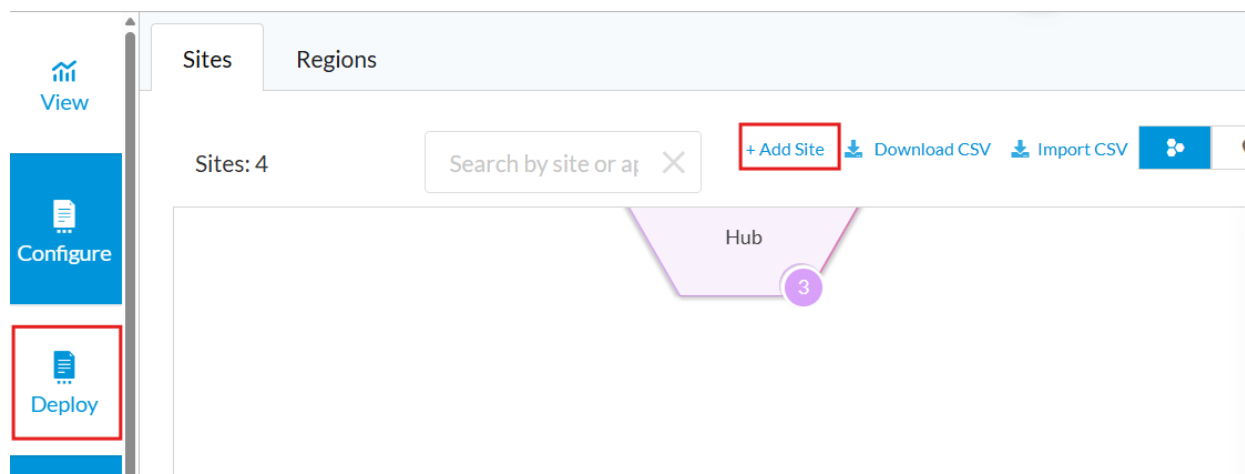 View
Configure
Deploy
Sites Regions
Sites: 4
Search by site or ap
+ Add Site Download CSV Import CSV
Hub
3